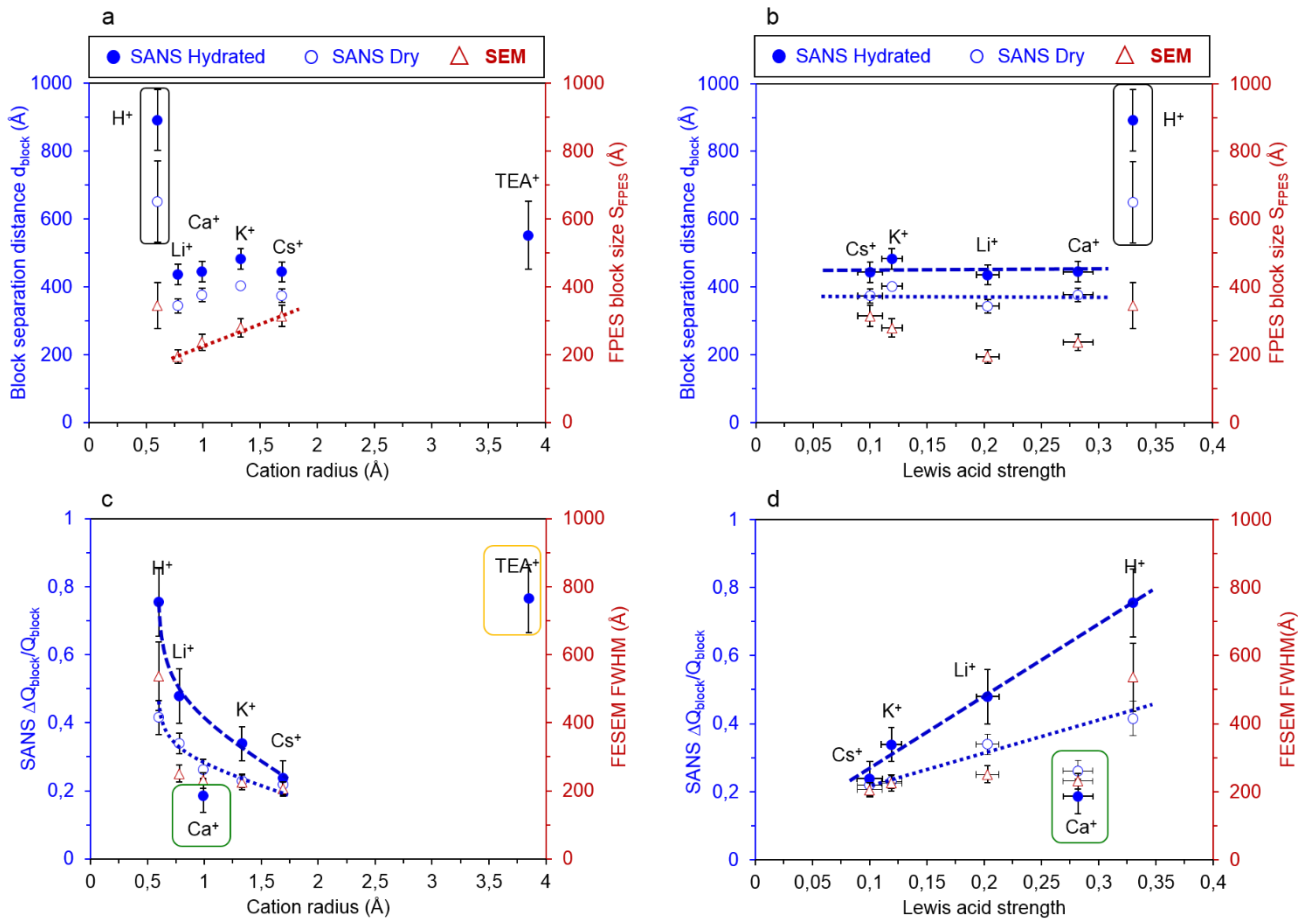 a
SANS Hydrated SANS Dry SEM
1000
800
600
400
200
0
Block separation distance d_block (Å)
H⁺
Li⁺
Ca⁺
K⁺
Cs⁺
TEA⁺
1000
800
600
400
200
0
FPES block size S_FPES (Å)
0 0,5 1 1,5 2 2,5 3 3,5 4
Cation radius (Å)
b
SANS Hydrated SANS Dry SEM
1000
800
600
400
200
0
Block separation distance d_block (Å)
Cs⁺
K⁺
Li⁺
Ca⁺
H⁺
1000
800
600
400
200
0
FPES block size S_FPES (Å)
0 0,05 0,1 0,15 0,2 0,25 0,3 0,35 0,4
Lewis acid strength
c
1
0,8
0,6
0,4
0,2
0
SANS ΔQ_block/Q_block
H⁺
Li⁺
K⁺
Cs⁺
Ca⁺
TEA⁺
1000
800
600
400
200
0
FESEM FWHM (Å)
0 0,5 1 1,5 2 2,5 3 3,5 4
Cation radius (Å)
d
1
0,8
0,6
0,4
0,2
0
SANS ΔQ_block/Q_block
Cs⁺
K⁺
Li⁺
Ca⁺
H⁺
1000
800
600
400
200
0
FESEM FWHM(Å)
0 0,05 0,1 0,15 0,2 0,25 0,3 0,35 0,4
Lewis acid strength